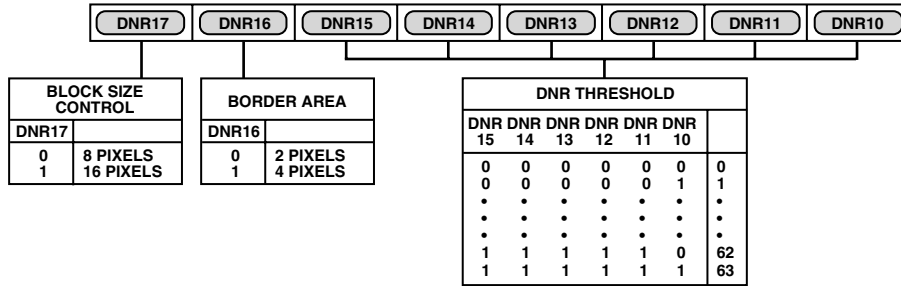 DNR17 DNR16 DNR15 DNR14 DNR13 DNR12 DNR11 DNR10
BLOCK SIZE
CONTROL
DNR17
0 8 PIXELS
1 16 PIXELS
BORDER AREA
DNR16
0 2 PIXELS
1 4 PIXELS
DNR THRESHOLD
DNR DNR DNR DNR DNR DNR
15 14 13 12 11 10
0 0 0 0 0 0 0
0 0 0 0 0 1 1
• • • • • • •
• • • • • • •
• • • • • • •
1 1 1 1 1 0 62
1 1 1 1 1 1 63